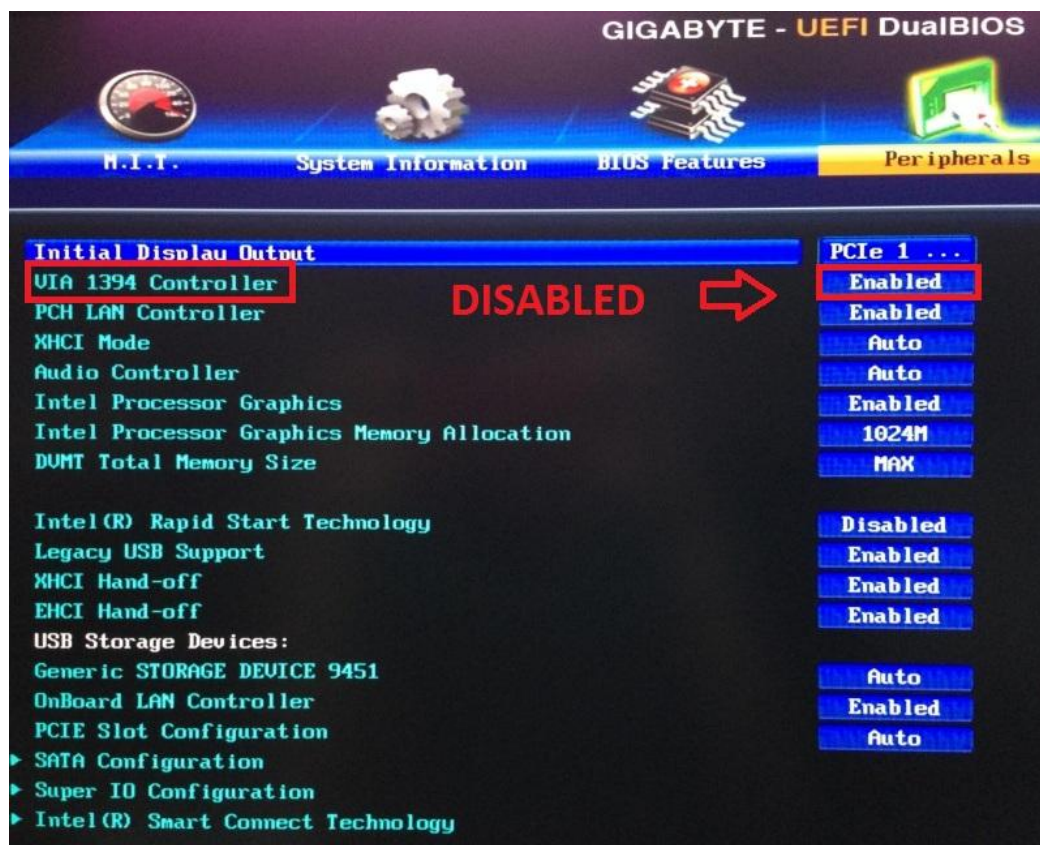 GIGABYTE - UEFI DualBIOS
M.I.T. System Information BIOS Features Peripherals
Initial Display Output PCIe 1 ...
VIA 1394 Controller DISABLED Enabled
PCH LAN Controller Enabled
XHCI Mode Auto
Audio Controller Auto
Intel Processor Graphics Enabled
Intel Processor Graphics Memory Allocation 1024M
DVMT Total Memory Size MAX
Intel(R) Rapid Start Technology Disabled
Legacy USB Support Enabled
XHCI Hand-off Enabled
EHCI Hand-off Enabled
USB Storage Devices:
Generic STORAGE DEVICE 9451 Auto
OnBoard LAN Controller Enabled
PCIE Slot Configuration Auto
SATA Configuration
Super IO Configuration
Intel(R) Smart Connect Technology